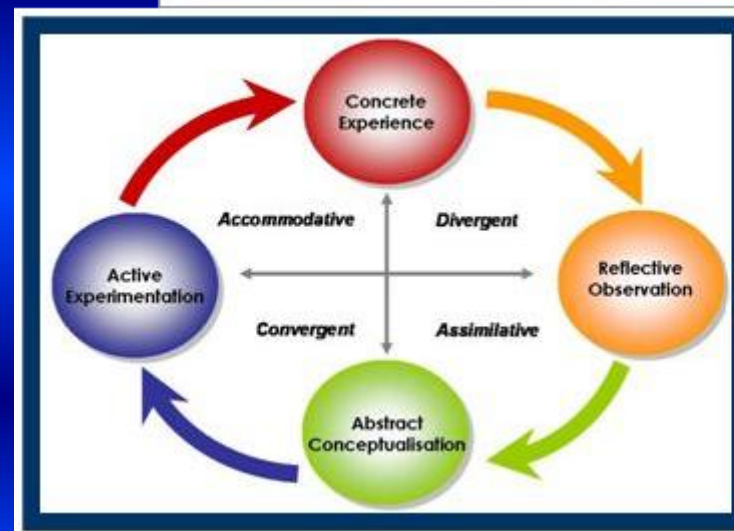 Concrete
Experience
Accommodative
Divergent
Active
Experimentation
Reflective
Observation
Convergent
Assimilative
Abstract
Conceptualisation